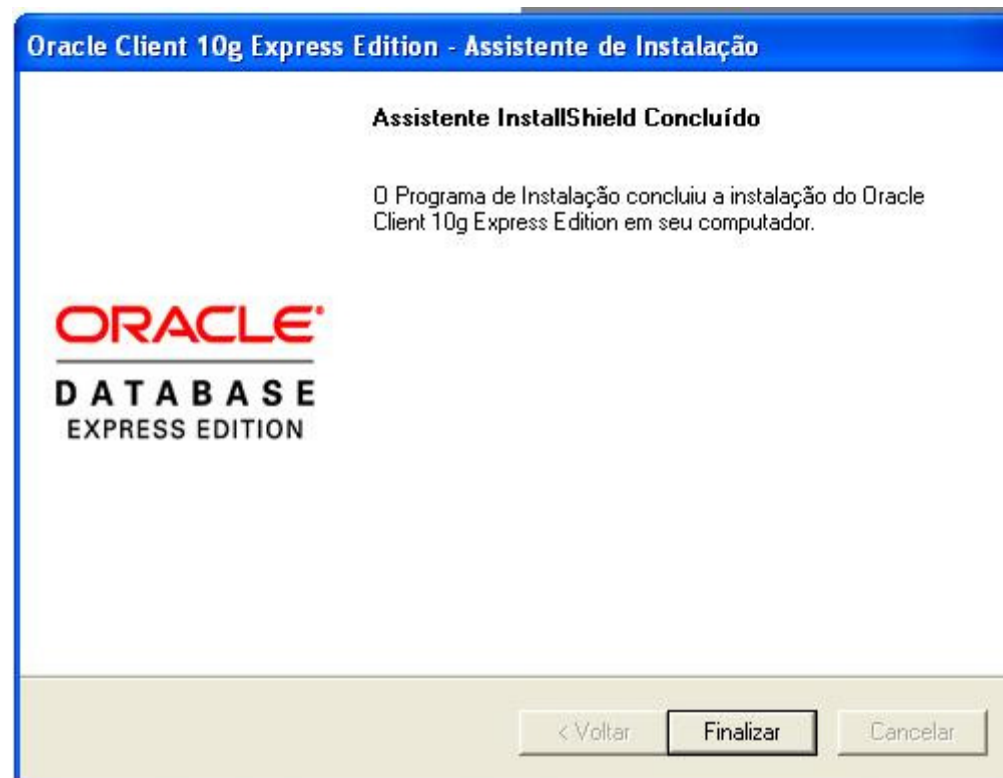 Oracle Client 10g Express Edition - Assistente de Instalação
Assistente InstallShield Concluído
O Programa de Instalação concluiu a instalação do Oracle
Client 10g Express Edition em seu computador.
ORACLE
DATABASE
EXPRESS EDITION
< Voltar
Finalizar
Cancelar